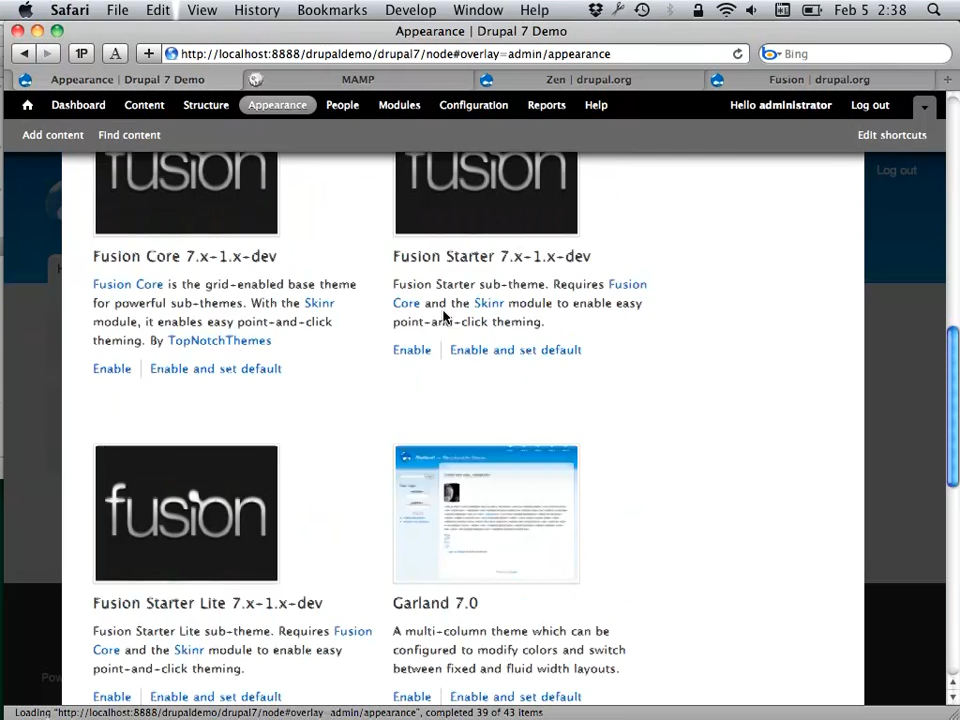 Safari File Edit View History Bookmarks Develop Window Help Feb 5 2:38
Appearance | Drupal 7 Demo
1P A + http://localhost:8888/drupaldemo/drupal7/node#overlay=admin/appearance Bing
Appearance | Drupal 7 Demo MAMP Zen | drupal.org Fusion | drupal.org +
Dashboard Content Structure Appearance People Modules Configuration Reports Help Hello administrator Log out
Add content Find content Edit shortcuts
Log out
fusion fusion
Fusion Core 7.x-1.x-dev
Fusion Core is the grid-enabled base theme
for powerful sub-themes. With the Skinr
module, it enables easy point-and-click
theming. By TopNotchThemes
Enable Enable and set default
Fusion Starter 7.x-1.x-dev
Fusion Starter sub-theme. Requires Fusion
Core and the Skinr module to enable easy
point-and-click theming.
Enable Enable and set default
fusion
Fusion Starter Lite 7.x-1.x-dev
Fusion Starter Lite sub-theme. Requires Fusion
Core and the Skinr module to enable easy
point-and-click theming.
Enable Enable and set default
Garland 7.0
A multi-column theme which can be
configured to modify colors and switch
between fixed and fluid width layouts.
Enable Enable and set default
Loading "http://localhost:8888/drupaldemo/drupal7/node#overlay=admin/appearance", completed 39 of 43 items